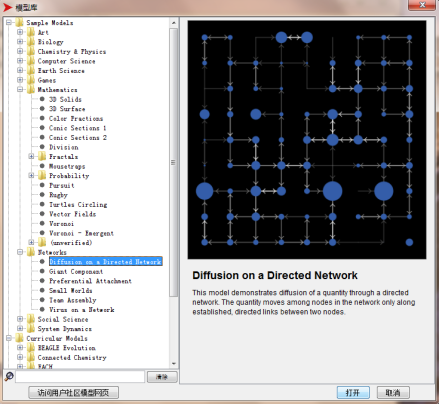 模型库
Sample Models
Art
Biology
Chemistry & Physics
Computer Science
Earth Science
Games
Mathematics
3D Solids
3D Surface
Color Fractions
Conic Sections 1
Conic Sections 2
Division
Fractals
Mousetraps
Probability
Pursuit
Rugby
Turtles Circling
Vector Fields
Voronoi
Voronoi - Emergent
(unverified)
Networks
Diffusion on a Directed Network
Giant Component
Preferential Attachment
Small Worlds
Team Assembly
Virus on a Network
Social Science
System Dynamics
Curricular Models
BEAGLE Evolution
Connected Chemistry
EACH
清除
访问用户社区模型网页
Diffusion on a Directed Network
This model demonstrates diffusion of a quantity through a directed
network. The quantity moves among nodes in the network only along
established, directed links between two nodes.
打开
取消